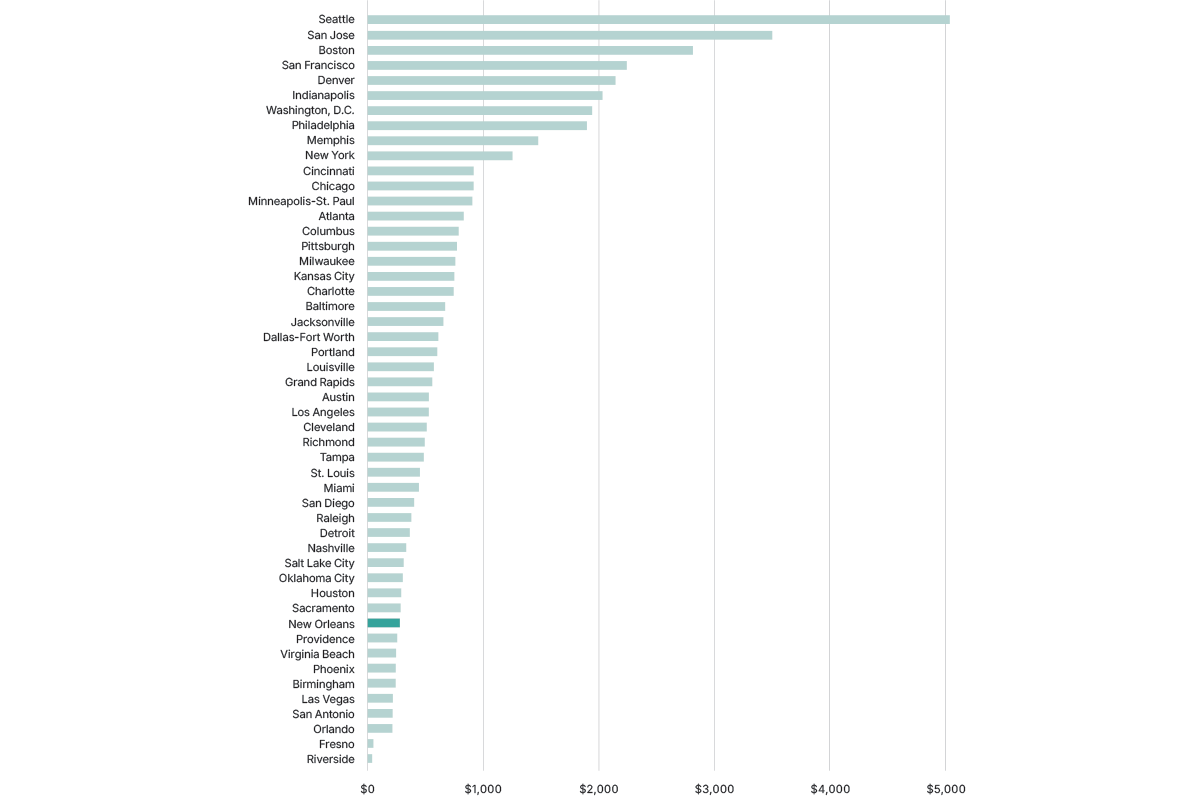 Seattle
San Jose
Boston
San Francisco
Denver
Indianapolis
Washington, D.C.
Philadelphia
Memphis
New York
Cincinnati
Chicago
Minneapolis-St. Paul
Atlanta
Columbus
Pittsburgh
Milwaukee
Kansas City
Charlotte
Baltimore
Jacksonville
Dallas-Fort Worth
Portland
Louisville
Grand Rapids
Austin
Los Angeles
Cleveland
Richmond
Tampa
St. Louis
Miami
San Diego
Raleigh
Detroit
Nashville
Salt Lake City
Oklahoma City
Houston
Sacramento
New Orleans
Providence
Virginia Beach
Phoenix
Birmingham
Las Vegas
San Antonio
Orlando
Fresno
Riverside
$0 $1,000 $2,000 $3,000 $4,000 $5,000